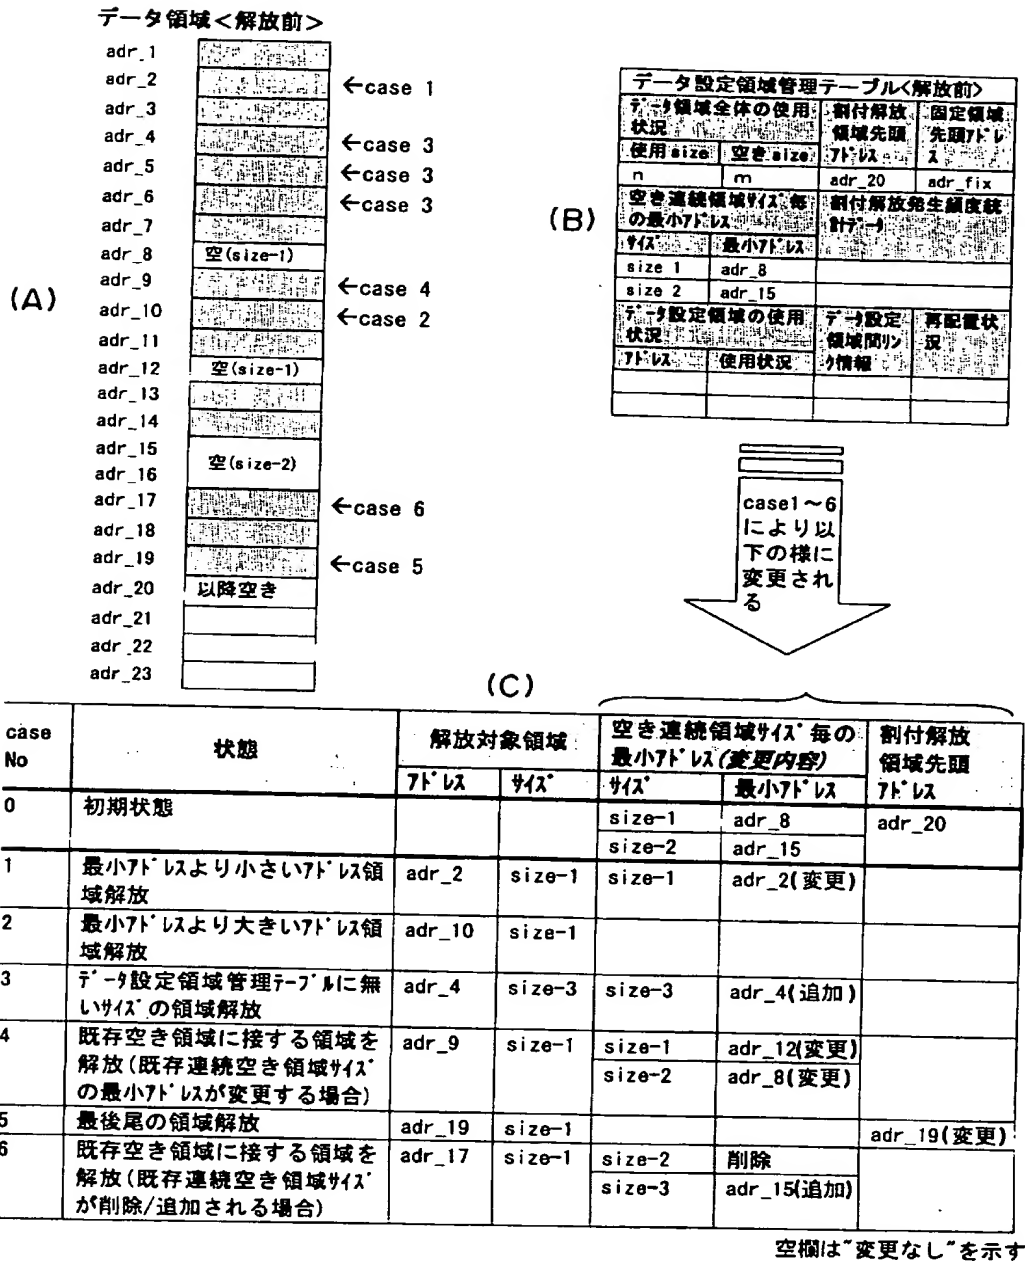 データ領域<解放前>
adr_1
adr_2
←case 1
adr_3
adr_4
←case 3
adr_5
←case 3
adr_6
←case 3
adr_7
adr_8
空(size-1)
adr_9
←case 4
adr_10
←case 2
adr_11
adr_12
空(size-1)
adr_13
adr_14
adr_15
空(size-2)
adr_16
adr_17
←case 6
adr_18
adr_19
←case 5
adr_20
以降空き
adr_21
adr_22
adr_23
(A)
(B)
データ設定領域管理テーブル<解放前>
データ領域全体の使用
状況
割付解放
領域先頭
アドレス
固定領域
先頭アドレ
ス
使用size
空きsize
n
m
adr_20
adr_fix
空き連続領域サイズ毎
の最小アドレス
割付解放発生頻度統
計データ
サイズ
最小アドレス
size 1
adr_8
size 2
adr_15
データ設定領域の使用
状況
データ設定
領域間リン
ク情報
再配置状
況
アドレス
使用状況
case1~6
により以
下の様に
変更され
る
(C)
case
No
状態
解放対象領域
空き連続領域サイズ毎の
最小アドレス(変更内容)
割付解放
領域先頭
アドレス
アドレス
サイズ
サイズ
最小アドレス
0
初期状態
size-1
adr_8
adr_20
size-2
adr_15
1
最小アドレスより小さいアドレス領
域解放
adr_2
size-1
size-1
adr_2(変更)
2
最小アドレスより大きいアドレス領
域解放
adr_10
size-1
3
データ設定領域管理テーブルに無
いサイズの領域解放
adr_4
size-3
size-3
adr_4(追加)
4
既存空き領域に接する領域を
解放(既存連続空き領域サイズ
の最小アドレスが変更する場合)
adr_9
size-1
size-1
adr_12(変更)
size-2
adr_8(変更)
5
最後尾の領域解放
adr_19
size-1
adr_19(変更)
6
既存空き領域に接する領域を
解放(既存連続空き領域サイズ
が削除/追加される場合)
adr_17
size-1
size-2
削除
size-3
adr_15(追加)
空欄は"変更なし"を示す